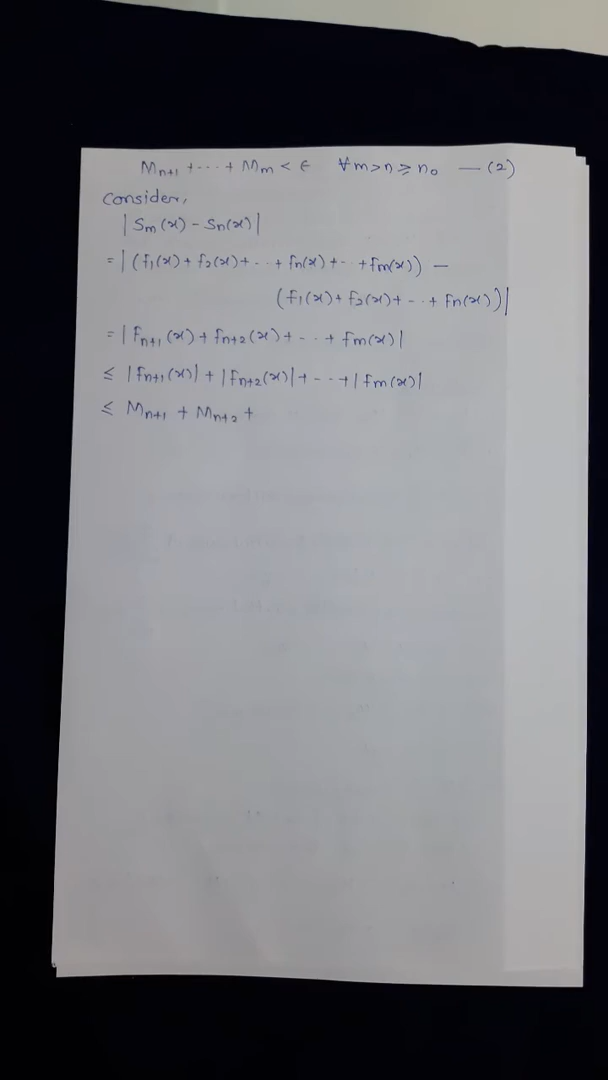 Mn+1 + --- + Mm < ε ∀ m > n ≥ n0 — (2)
Consider,
| Sm(x) - Sn(x) |
= | (f1(x) + f2(x) + - - + fn(x) + - - + fm(x)) —
(f1(x) + f2(x) + - - + fn(x)) |
= | fn+1(x) + fn+2(x) + - - + fm(x) |
≤ | fn+1(x) | + | fn+2(x) | + - - + | fm(x) |
≤ Mn+1 + Mn+2 +